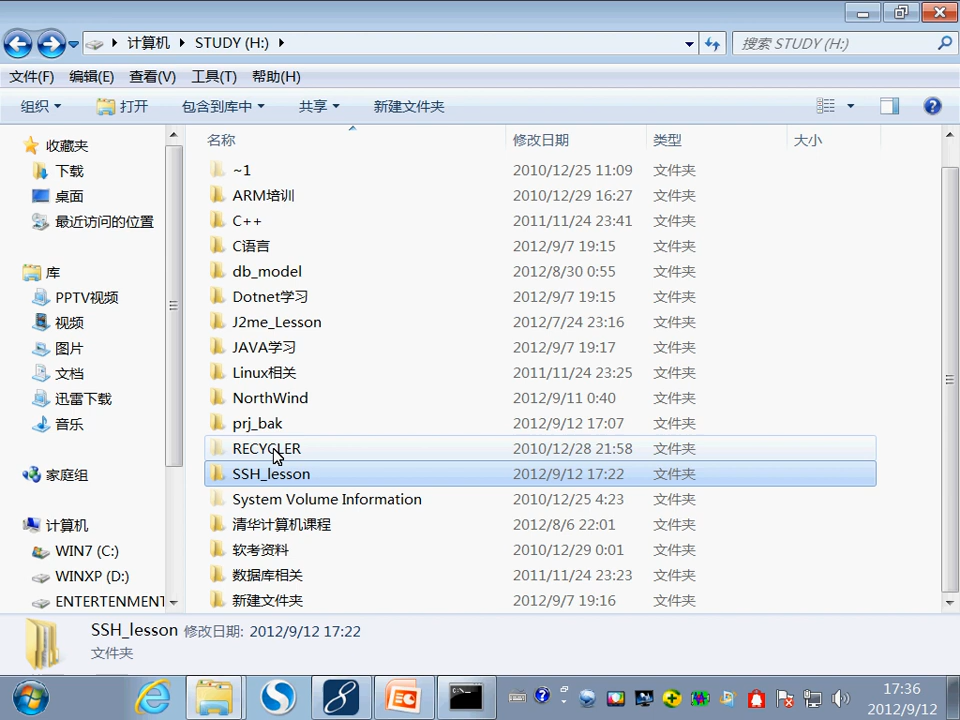 计算机 STUDY (H:) 搜索 STUDY (H:)
文件(F) 编辑(E) 查看(V) 工具(T) 帮助(H)
组织 打开 包含到库中 共享 新建文件夹
名称 修改日期 类型 大小
收藏夹
下载
桌面
最近访问的位置
库
PPTV视频
视频
图片
文档
迅雷下载
音乐
家庭组
计算机
WIN7 (C:)
WINXP (D:)
ENTERTENMENT
~1 2010/12/25 11:09 文件夹
ARM培训 2010/12/29 16:27 文件夹
C++ 2011/11/24 23:41 文件夹
C语言 2012/9/7 19:15 文件夹
db_model 2012/8/30 0:55 文件夹
Dotnet学习 2012/9/7 19:15 文件夹
J2me_Lesson 2012/7/24 23:16 文件夹
JAVA学习 2012/9/7 19:17 文件夹
Linux相关 2011/11/24 23:25 文件夹
NorthWind 2012/9/11 0:40 文件夹
prj_bak 2012/9/12 17:07 文件夹
RECYCLER 2010/12/28 21:58 文件夹
SSH_lesson 2012/9/12 17:22 文件夹
System Volume Information 2010/12/25 4:23 文件夹
清华计算机课程 2012/8/6 22:01 文件夹
软考资料 2010/12/29 0:01 文件夹
数据库相关 2011/11/24 23:23 文件夹
新建文件夹 2012/9/7 19:16 文件夹
SSH_lesson 修改日期: 2012/9/12 17:22
文件夹
17:36
2012/9/12